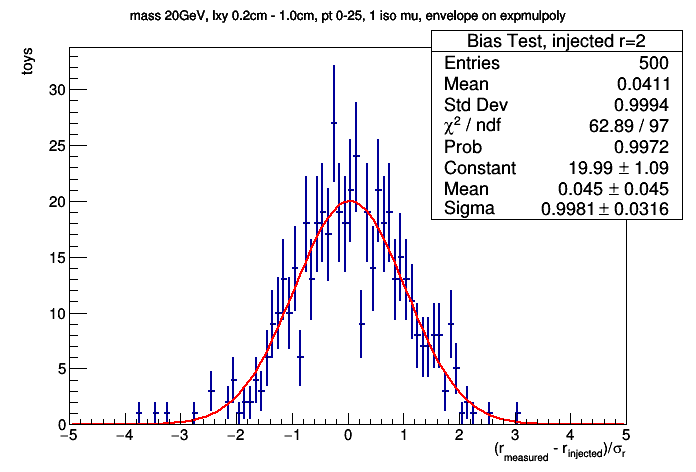 mass 20GeV, lxy 0.2cm - 1.0cm, pt 0-25, 1 iso mu, envelope on expmulpoly
Bias Test, injected r=2
Entries 500
Mean 0.0411
Std Dev 0.9994
χ² / ndf 62.89 / 97
Prob 0.9972
Constant 19.99 ± 1.09
Mean 0.045 ± 0.045
Sigma 0.9981 ± 0.0316
toys
30
25
20
15
10
5
0
−5 −4 −3 −2 −1 0 1 2 3 4 5
(r_measured - r_injected)/σ_r